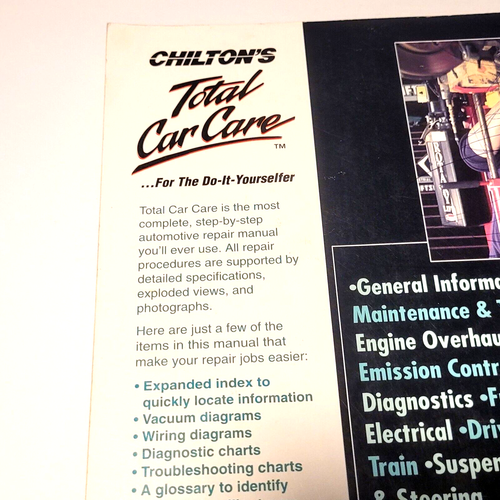 CHILTON'S
Total
Car Care™
...For The Do-It-Yourselfer
Total Car Care is the most
complete, step-by-step
automotive repair manual
you'll ever use. All repair
procedures are supported by
detailed specifications,
exploded views, and
photographs.
Here are just a few of the
items in this manual that
make your repair jobs easier:
• Expanded index to
quickly locate information
• Vacuum diagrams
• Wiring diagrams
• Diagnostic charts
• Troubleshooting charts
• A glossary to identify
•General Informa
Maintenance &
Engine Overhau
Emission Contr
Diagnostics •F
Electrical •Driv
Train •Suspen
& Steering